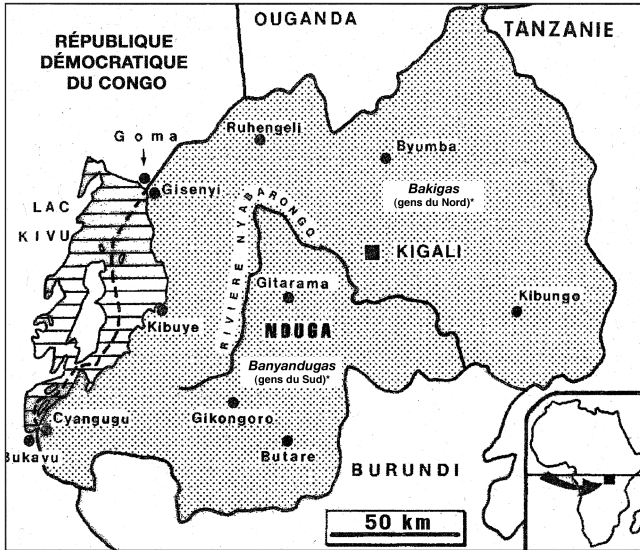 OUGANDA
TANZANIE
RÉPUBLIQUE
DÉMOCRATIQUE
DU CONGO
Goma
Ruhengeli
Byumba
Gisenyi
Bakigas
(gens du Nord)*
LAC
KIVU
RIVIERE NYABARONGO
KIGALI
Gitarama
Kibungo
Kibuye
NDUGA
Banyandugas
(gens du Sud)*
Gikongoro
Cyangugu
Bukavu
Butare
BURUNDI
50 km